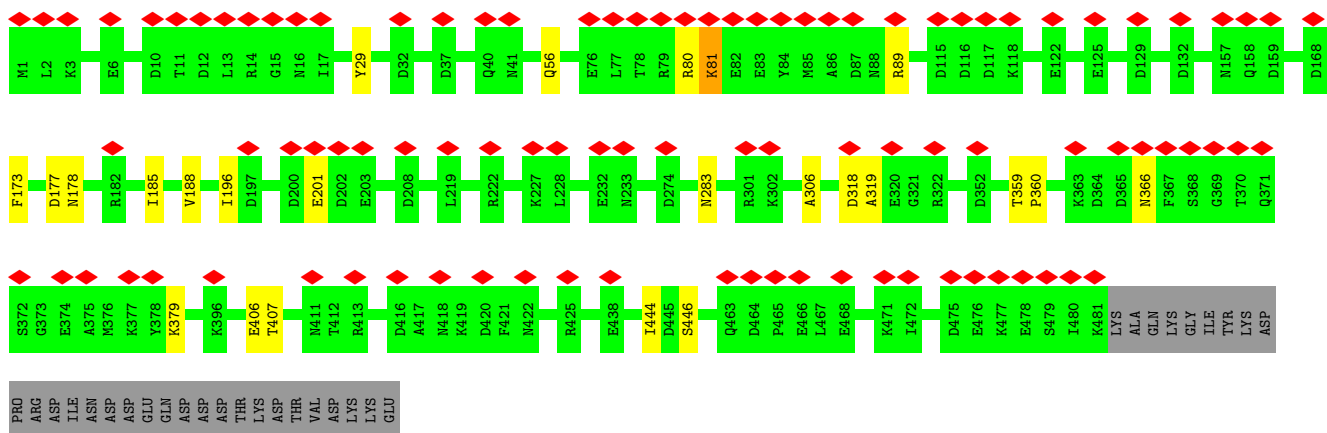 M1 L2 K3 E6 D10 T11 D12 L13 R14 G15 N16 I17 Y29 D32 D37 Q40 N41 Q56 E76 L77 T78 R79 R80 K81 E82 E83 Y84 M85 A86 D87 N88 R89 D115 D116 D117 K118 E122 E125 D129 D132 N157 Q158 D159 D168
F173 D177 N178 R182 I185 V188 I196 D197 D200 E201 D202 E203 D208 L219 R222 K227 L228 E232 N233 D274 N283 R301 K302 A306 D318 A319 E320 G321 R322 D352 T359 P360 K363 D364 D365 N366 F367 S368 G369 T370 Q371
S372 G373 E374 A375 M376 K377 Y378 K379 K396 E406 T407 N411 T412 R413 D416 A417 N418 K419 D420 F421 N422 R425 E438 I444 D445 S446 Q463 D464 P465 E466 L467 E468 K471 I472 D475 E476 K477 E478 S479 I480 K481 LYS ALA GLN LYS GLY ILE TYR LYS ASP
PRO ARG ASP ILE ASN ASP ASP GLU GLN ASP ASP ASP THR LYS ASP THR VAL ASP LYS LYS GLU